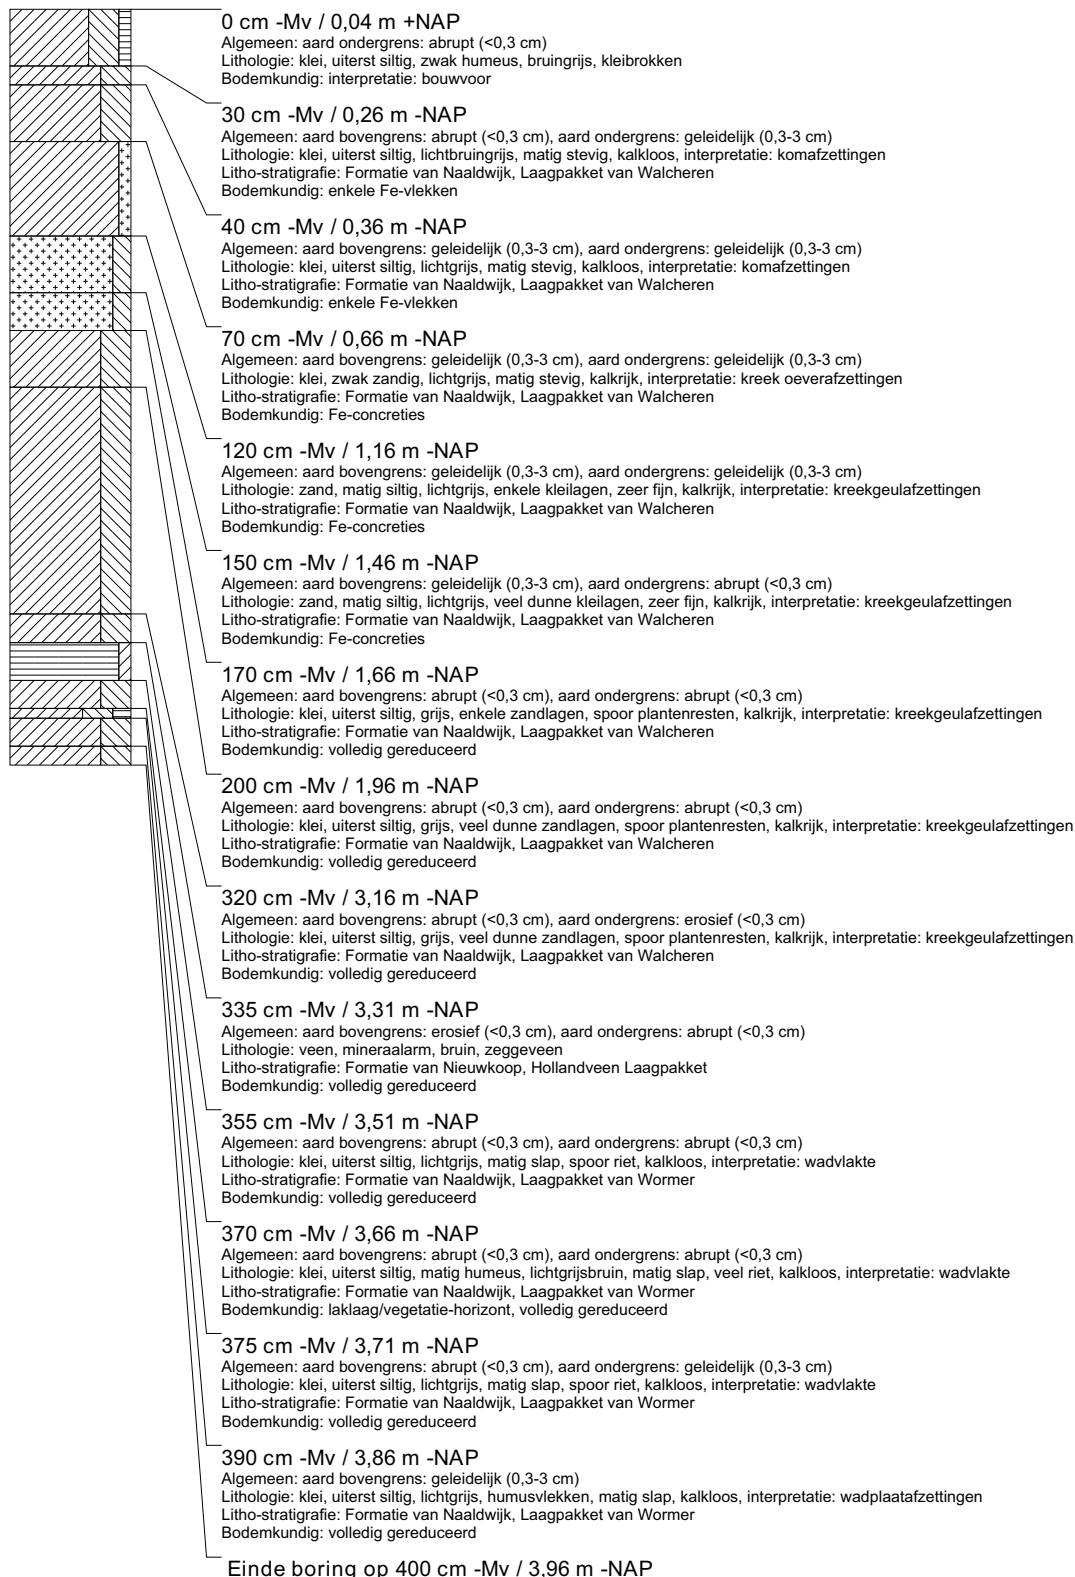 0 cm -Mv / 0,04 m +NAP
Algemeen: aard ondergrens: abrupt (<0,3 cm)
Lithologie: klei, uiterst siltig, zwak humeus, bruingrijs, kleibrokken
Bodemkundig: interpretatie: bouwvoor
30 cm -Mv / 0,26 m -NAP
Algemeen: aard bovengrens: abrupt (<0,3 cm), aard ondergrens: geleidelijk (0,3-3 cm)
Lithologie: klei, uiterst siltig, lichtbruingrijs, matig stevig, kalkloos, interpretatie: komafzettingen
Litho-stratigrafie: Formatie van Naaldwijk, Laagpakket van Walcheren
Bodemkundig: enkele Fe-vlekken
40 cm -Mv / 0,36 m -NAP
Algemeen: aard bovengrens: geleidelijk (0,3-3 cm), aard ondergrens: geleidelijk (0,3-3 cm)
Lithologie: klei, uiterst siltig, lichtgrijs, matig stevig, kalkloos, interpretatie: komafzettingen
Litho-stratigrafie: Formatie van Naaldwijk, Laagpakket van Walcheren
Bodemkundig: enkele Fe-vlekken
70 cm -Mv / 0,66 m -NAP
Algemeen: aard bovengrens: geleidelijk (0,3-3 cm), aard ondergrens: geleidelijk (0,3-3 cm)
Lithologie: klei, zwak zandig, lichtgrijs, matig stevig, kalkrijk, interpretatie: kreek oeverafzettingen
Litho-stratigrafie: Formatie van Naaldwijk, Laagpakket van Walcheren
Bodemkundig: Fe-concreties
120 cm -Mv / 1,16 m -NAP
Algemeen: aard bovengrens: geleidelijk (0,3-3 cm), aard ondergrens: geleidelijk (0,3-3 cm)
Lithologie: zand, matig siltig, lichtgrijs, enkele kleilagen, zeer fijn, kalkrijk, interpretatie: kreekgeulafzettingen
Litho-stratigrafie: Formatie van Naaldwijk, Laagpakket van Walcheren
Bodemkundig: Fe-concreties
150 cm -Mv / 1,46 m -NAP
Algemeen: aard bovengrens: geleidelijk (0,3-3 cm), aard ondergrens: abrupt (<0,3 cm)
Lithologie: zand, matig siltig, lichtgrijs, veel dunne kleilagen, zeer fijn, kalkrijk, interpretatie: kreekgeulafzettingen
Litho-stratigrafie: Formatie van Naaldwijk, Laagpakket van Walcheren
Bodemkundig: Fe-concreties
170 cm -Mv / 1,66 m -NAP
Algemeen: aard bovengrens: abrupt (<0,3 cm), aard ondergrens: abrupt (<0,3 cm)
Lithologie: klei, uiterst siltig, grijs, enkele zandlagen, spoor plantenresten, kalkrijk, interpretatie: kreekgeulafzettingen
Litho-stratigrafie: Formatie van Naaldwijk, Laagpakket van Walcheren
Bodemkundig: volledig gereduceerd
200 cm -Mv / 1,96 m -NAP
Algemeen: aard bovengrens: abrupt (<0,3 cm), aard ondergrens: abrupt (<0,3 cm)
Lithologie: klei, uiterst siltig, grijs, veel dunne zandlagen, spoor plantenresten, kalkrijk, interpretatie: kreekgeulafzettingen
Litho-stratigrafie: Formatie van Naaldwijk, Laagpakket van Walcheren
Bodemkundig: volledig gereduceerd
320 cm -Mv / 3,16 m -NAP
Algemeen: aard bovengrens: abrupt (<0,3 cm), aard ondergrens: erosief (<0,3 cm)
Lithologie: klei, uiterst siltig, grijs, veel dunne zandlagen, spoor plantenresten, kalkrijk, interpretatie: kreekgeulafzettingen
Litho-stratigrafie: Formatie van Naaldwijk, Laagpakket van Walcheren
Bodemkundig: volledig gereduceerd
335 cm -Mv / 3,31 m -NAP
Algemeen: aard bovengrens: erosief (<0,3 cm), aard ondergrens: abrupt (<0,3 cm)
Lithologie: veen, mineraalarm, bruin, zeggeveen
Litho-stratigrafie: Formatie van Nieuwkoop, Hollandveen Laagpakket
Bodemkundig: volledig gereduceerd
355 cm -Mv / 3,51 m -NAP
Algemeen: aard bovengrens: abrupt (<0,3 cm), aard ondergrens: abrupt (<0,3 cm)
Lithologie: klei, uiterst siltig, lichtgrijs, matig slap, spoor riet, kalkloos, interpretatie: wadvlakte
Litho-stratigrafie: Formatie van Naaldwijk, Laagpakket van Wormer
Bodemkundig: volledig gereduceerd
370 cm -Mv / 3,66 m -NAP
Algemeen: aard bovengrens: abrupt (<0,3 cm), aard ondergrens: abrupt (<0,3 cm)
Lithologie: klei, uiterst siltig, matig humeus, lichtgrijsbruin, matig slap, veel riet, kalkloos, interpretatie: wadvlakte
Litho-stratigrafie: Formatie van Naaldwijk, Laagpakket van Wormer
Bodemkundig: laklaag/vegetatie-horizont, volledig gereduceerd
375 cm -Mv / 3,71 m -NAP
Algemeen: aard bovengrens: abrupt (<0,3 cm), aard ondergrens: geleidelijk (0,3-3 cm)
Lithologie: klei, uiterst siltig, lichtgrijs, matig slap, spoor riet, kalkloos, interpretatie: wadvlakte
Litho-stratigrafie: Formatie van Naaldwijk, Laagpakket van Wormer
Bodemkundig: volledig gereduceerd
390 cm -Mv / 3,86 m -NAP
Algemeen: aard bovengrens: geleidelijk (0,3-3 cm)
Lithologie: klei, uiterst siltig, lichtgrijs, humusvlekken, matig slap, kalkloos, interpretatie: wadplaatafzettingen
Litho-stratigrafie: Formatie van Naaldwijk, Laagpakket van Wormer
Bodemkundig: volledig gereduceerd
Einde boring op 400 cm -Mv / 3,96 m -NAP